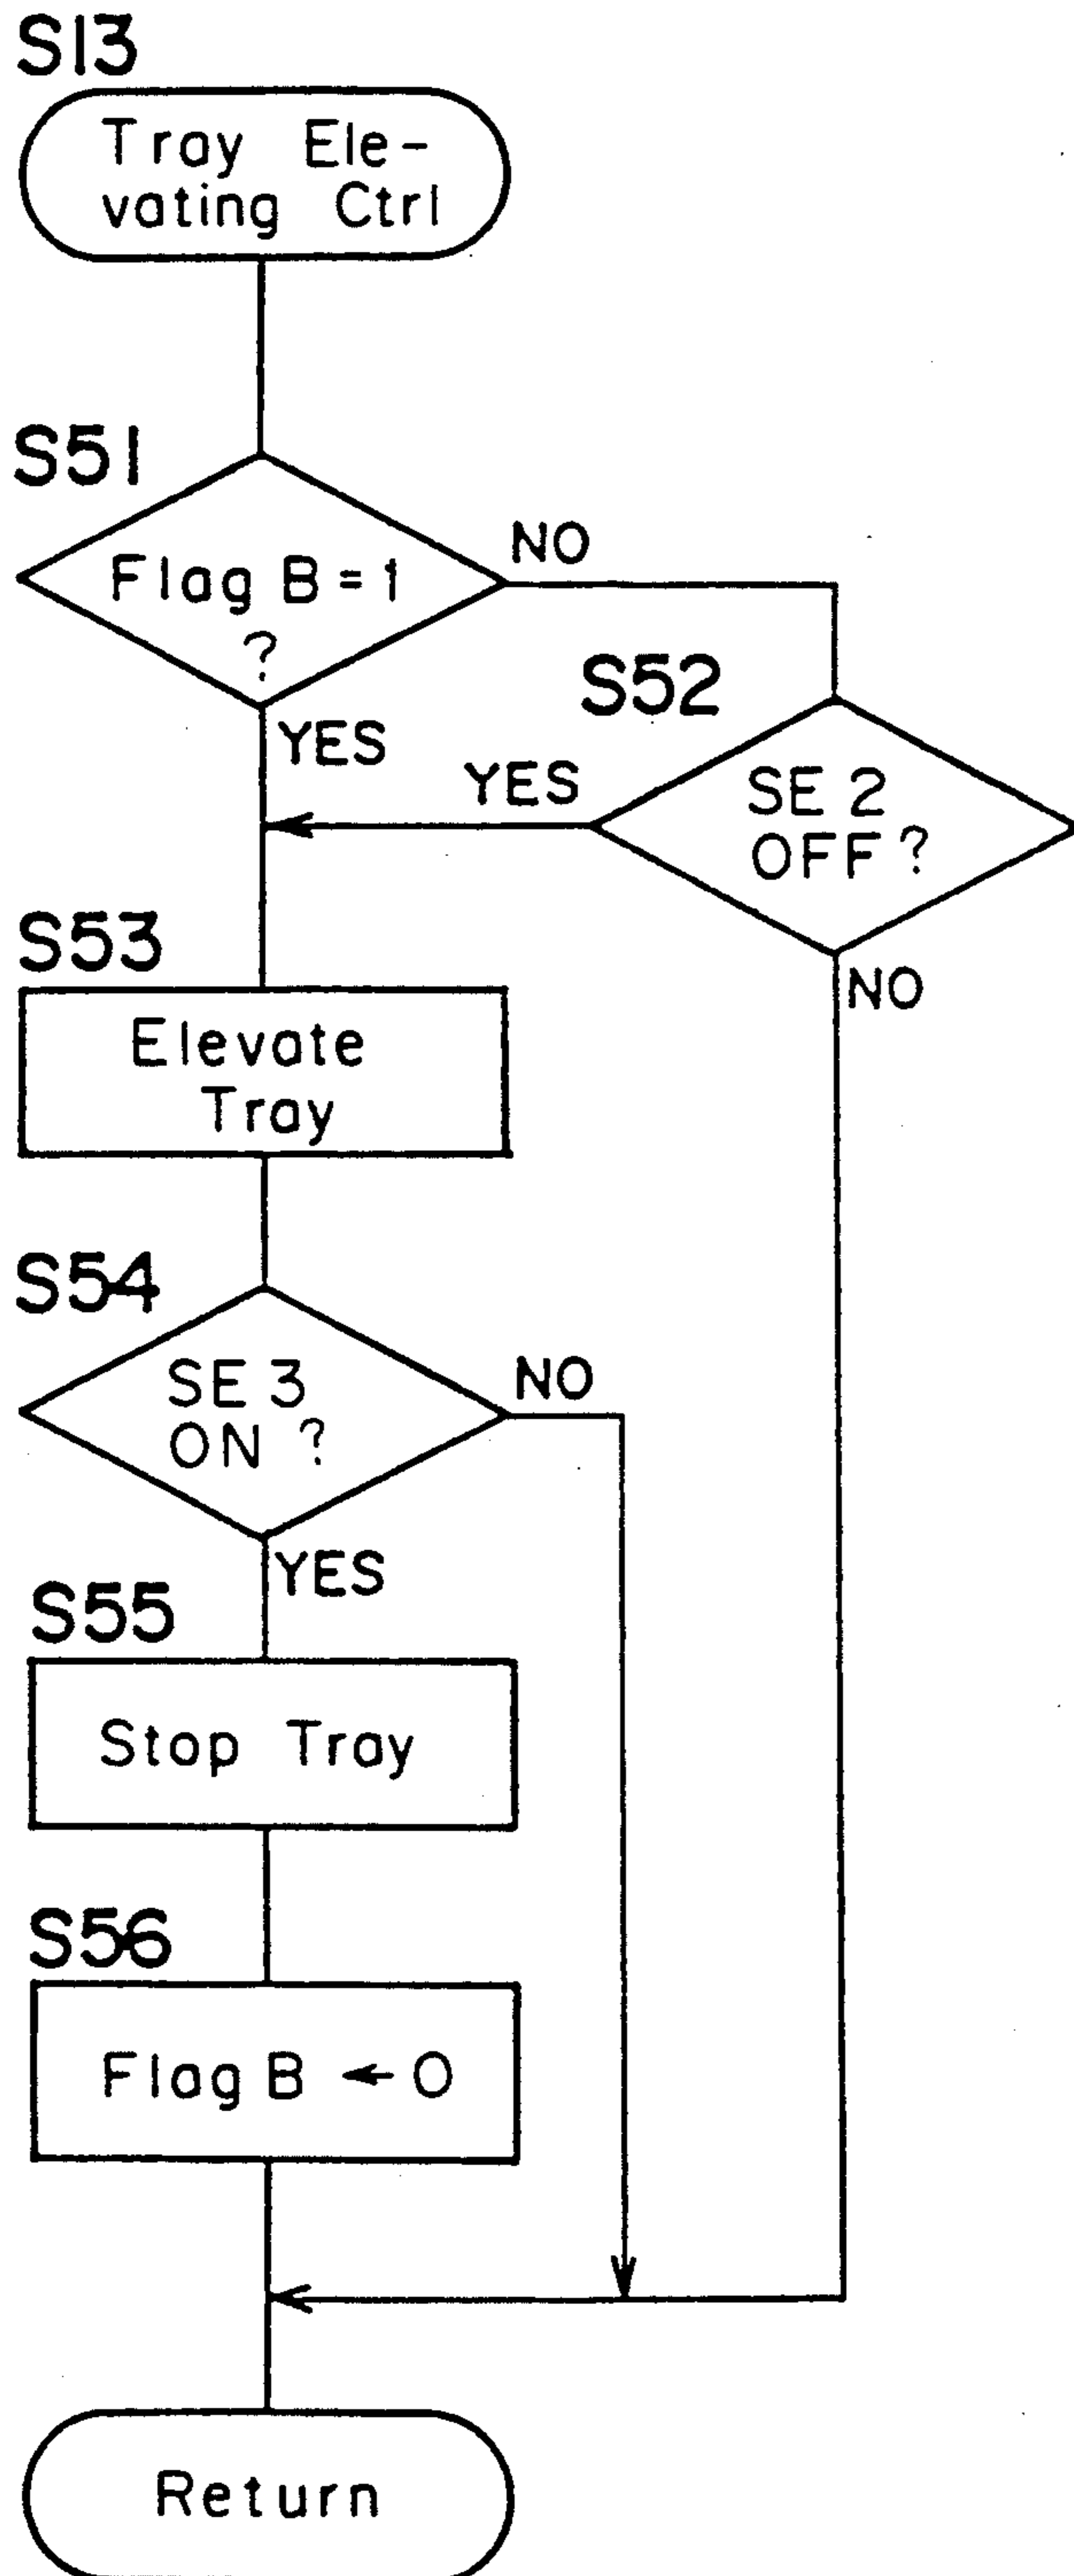 S13
Tray Ele-
vating Ctrl
S51
NO
Flag B = 1
?
YES
S52
YES
SE 2
OFF ?
NO
S53
Elevate
Tray
S54
SE 3
ON ?
NO
YES
S55
Stop Tray
S56
Flag B ← 0
Return